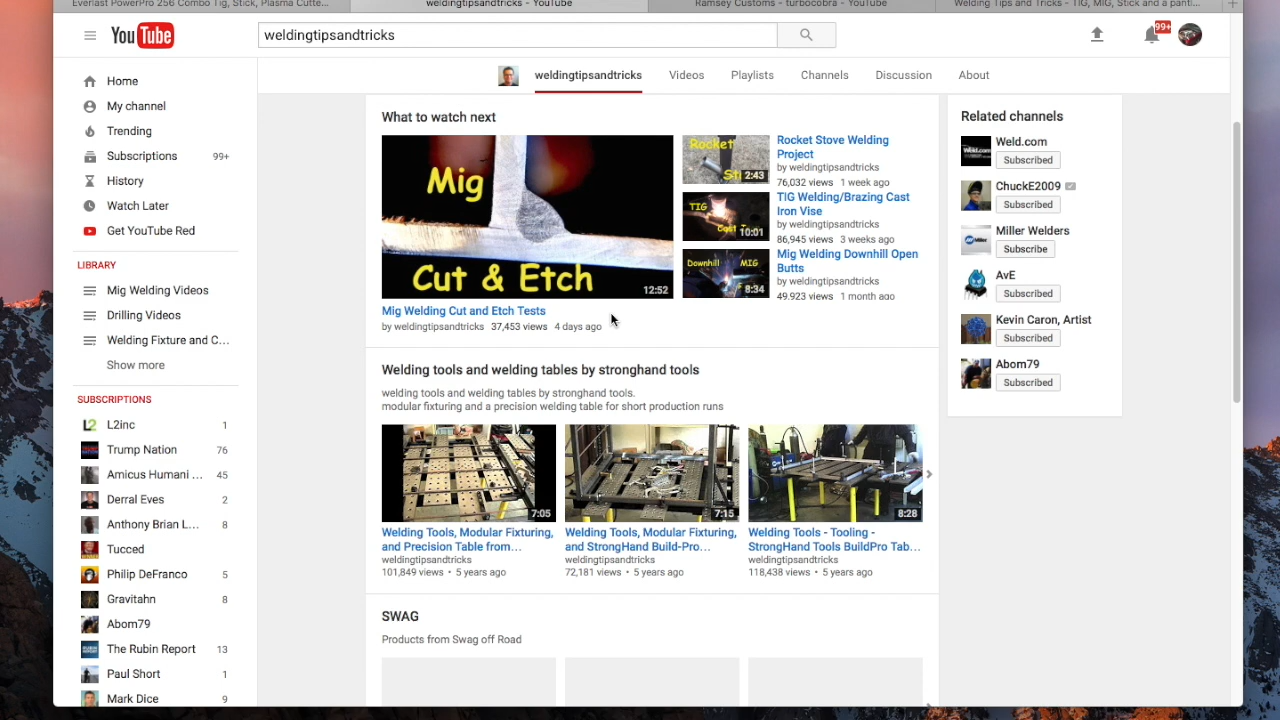 Everlast PowerPro 256 Combo Tig, Stick, Plasma Cutte...
weldingtipsandtricks - YouTube
Ramsey Customs - turbocobra - YouTube
Welding Tips and Tricks - TIG, MIG, Stick and a pant...
YouTube
weldingtipsandtricks
99+
Home
My channel
Trending
Subscriptions 99+
History
Watch Later
Get YouTube Red
LIBRARY
Mig Welding Videos
Drilling Videos
Welding Fixture and C...
Show more
SUBSCRIPTIONS
L2 L2inc 1
Trump Nation 76
Amicus Humani ... 45
Derral Eves 2
Anthony Brian L... 8
Tucced
Philip DeFranco 5
Gravitahn 8
Abom79
The Rubin Report 13
Paul Short 1
Mark Dice 9
weldingtipsandtricks Videos Playlists Channels Discussion About
What to watch next
Mig
Cut & Etch
12:52
Mig Welding Cut and Etch Tests
by weldingtipsandtricks 37,453 views 4 days ago
Rocket
2:43
Rocket Stove Welding
Project
by weldingtipsandtricks
76,032 views 1 week ago
TIG
10:01
TIG Welding/Brazing Cast
Iron Vise
by weldingtipsandtricks
86,945 views 3 weeks ago
Downhill MIG
8:34
Mig Welding Downhill Open
Butts
by weldingtipsandtricks
49,923 views 1 month ago
Welding tools and welding tables by stronghand tools
welding tools and welding tables by stronghand tools.
modular fixturing and a precision welding table for short production runs
7:05
Welding Tools, Modular Fixturing,
and Precision Table from...
weldingtipsandtricks
101,849 views • 5 years ago
7:15
Welding Tools, Modular Fixturing,
and StrongHand Build-Pro...
weldingtipsandtricks
72,181 views • 5 years ago
8:28
Welding Tools - Tooling -
StrongHand Tools BuildPro Tab...
weldingtipsandtricks
118,438 views • 5 years ago
SWAG
Products from Swag off Road
Related channels
Weld.com
Subscribed
ChuckE2009
Subscribed
Miller Welders
Subscribe
AvE
Subscribed
Kevin Caron, Artist
Subscribed
Abom79
Subscribed